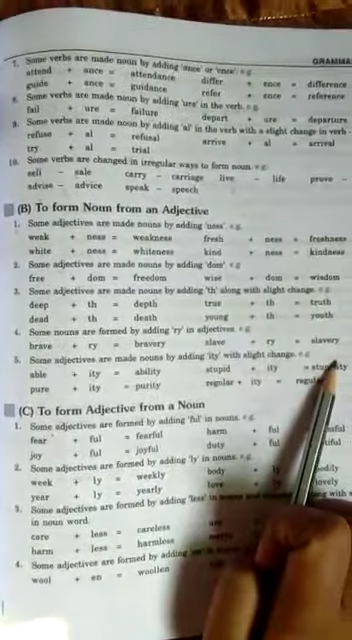 GRAMMA
7. Some verbs are made noun by adding 'ance' or 'ence'. e.g.
attend + ance = attendance differ + ence = difference
guide + ance = guidance refer + ence = reference
8. Some verbs are made noun by adding 'ure' in the verb. e.g.
fail + ure = failure depart + ure = departure
9. Some verbs are made noun by adding 'al' in the verb with a slight change in verb -
refuse + al = refusal arrive + al = arrival
try + al = trial
10. Some verbs are changed in irregular ways to form noun. e.g.
sell - sale carry - carriage live - life prove -
advise - advice speak - speech
(B) To form Noun from an Adjective
1. Some adjectives are made nouns by adding 'ness'. e.g.
weak + ness = weakness fresh + ness = freshness
white + ness = whiteness kind + ness = kindness
2. Some adjectives are made nouns by adding 'dom'. e.g.
free + dom = freedom wise + dom = wisdom
3. Some adjectives are made nouns by adding 'th' along with slight change. e.g.
deep + th = depth true + th = truth
dead + th = death young + th = youth
4. Some nouns are formed by adding 'ry' in adjectives. e.g.
brave + ry = bravery slave + ry = slavery
5. Some adjectives are made nouns by adding 'ity' with slight change. e.g.
able + ity = ability stupid + ity = stupidity
pure + ity = purity regular + ity = regul
(C) To form Adjective from a Noun
1. Some adjectives are formed by adding 'ful' in nouns. e.g.
fear + ful = fearful harm + ful
joy + ful = joyful duty + ful tiful
2. Some adjectives are formed by adding 'ly' in nouns. e.g.
week + ly = weekly body + ly bodily
year + ly = yearly love + lovely
3. Some adjectives are formed by adding 'less' in
in noun word.
care + less = careless
harm + less = harmless
4. Some adjectives are formed by adding
wool + en = woollen